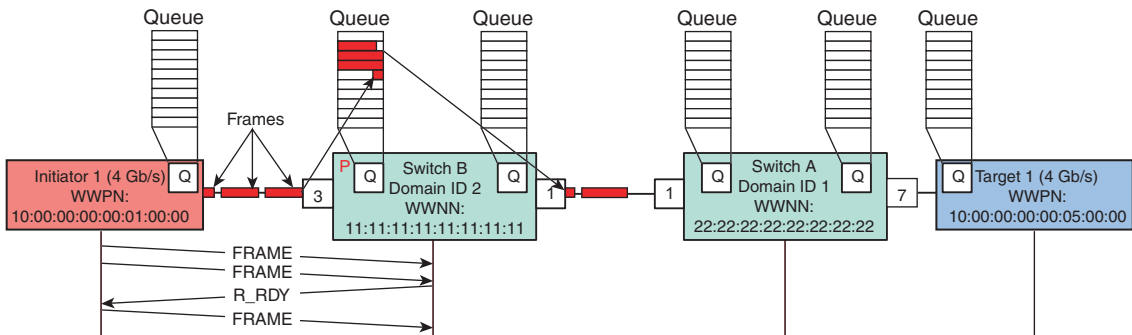 Queue
Queue
Queue
Queue
Queue
Queue
Frames
Q
Q
Q
Q
Q
Q
P
Initiator 1 (4 Gb/s)
WWPN:
10:00:00:00:00:01:00:00
3
Switch B
Domain ID 2
WWNN:
11:11:11:11:11:11:11:11
1
1
Switch A
Domain ID 1
WWNN:
22:22:22:22:22:22:22:22
7
Target 1 (4 Gb/s)
WWPN:
10:00:00:00:00:05:00:00
FRAME
FRAME
R_RDY
FRAME